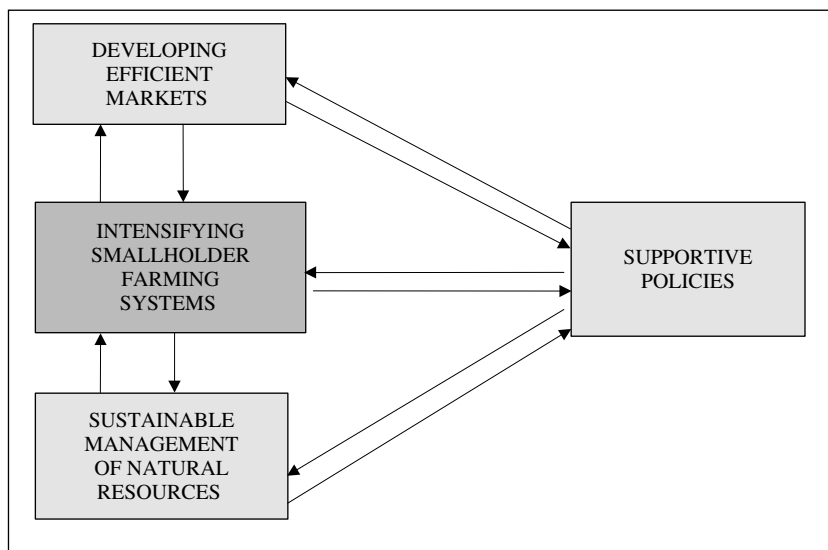 DEVELOPING
EFFICIENT
MARKETS
INTENSIFYING
SMALLHOLDER
FARMING
SYSTEMS
SUPPORTIVE
POLICIES
SUSTAINABLE
MANAGEMENT
OF NATURAL
RESOURCES